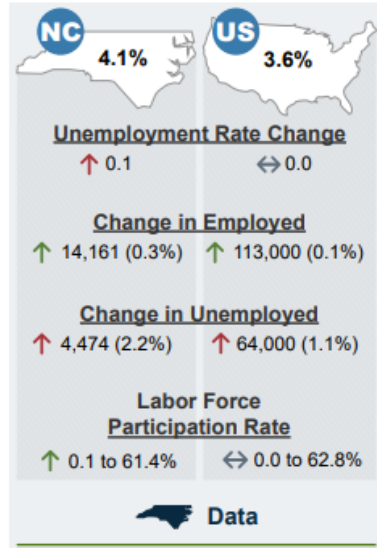 NC US
4.1% 3.6%
Unemployment Rate Change
↑ 0.1 ↔ 0.0
Change in Employed
↑ 14,161 (0.3%) ↑ 113,000 (0.1%)
Change in Unemployed
↑ 4,474 (2.2%) ↑ 64,000 (1.1%)
Labor Force
Participation Rate
↑ 0.1 to 61.4% ↔ 0.0 to 62.8%
Data